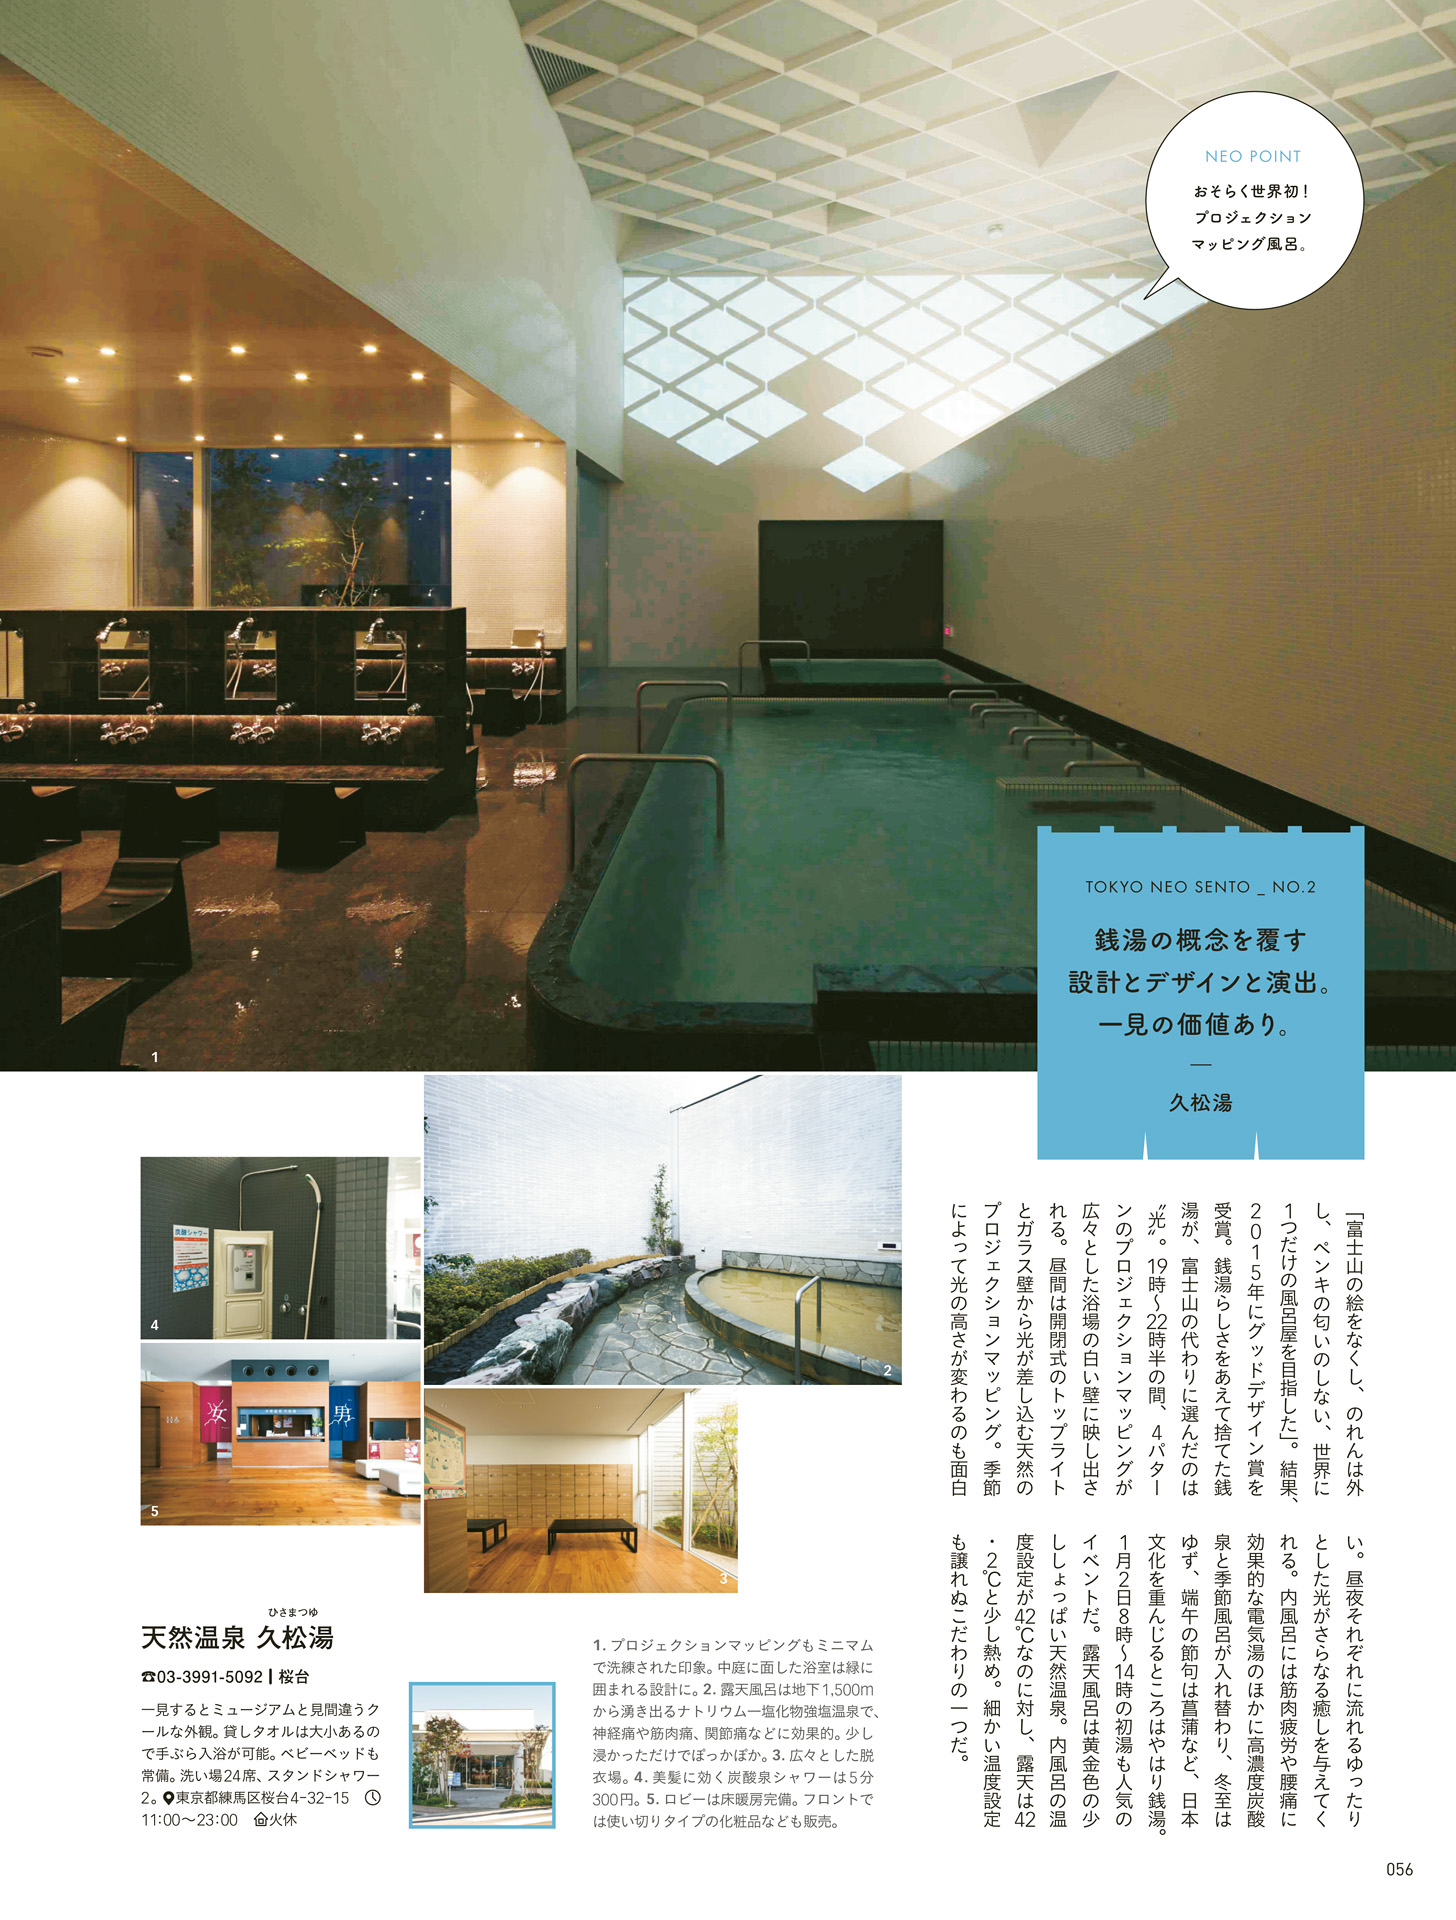 NEO POINT
おそらく世界初！
プロジェクション
マッピング風呂。
TOKYO NEO SENTO _ NO.2
銭湯の概念を覆す
設計とデザインと演出。
一見の価値あり。
久松湯
「富士山の絵をなくし、のれんは外
し、ペンキの匂いのしない、世界に
1つだけの風呂屋を目指した」。結果、
2015年にグッドデザイン賞を
受賞。銭湯らしさをあえて捨てた銭
湯が、富士山の代わりに選んだのは
〝光〟。19時〜22時半の間、4パター
ンのプロジェクションマッピングが
広々とした浴場の白い壁に映し出さ
れる。昼間は開閉式のトップライト
とガラス壁から光が差し込む天然の
プロジェクションマッピング。季節
によって光の高さが変わるのも面白
い。昼夜それぞれに流れるゆったり
とした光がさらなる癒しを与えてく
れる。内風呂には筋肉疲労や腰痛に
効果的な電気湯のほかに高濃度炭酸
泉と季節風呂が入れ替わり、冬至は
ゆず、端午の節句は菖蒲など、日本
文化を重んじるところはやはり銭湯。
1月2日8時〜14時の初湯も人気の
イベントだ。露天風呂は黄金色の少
ししょっぱい天然温泉。内風呂の温
度設定が42℃なのに対し、露天は42
・2℃と少し熱め。細かい温度設定
も譲れぬこだわりの一つだ。
1
2
3
4
炭酸シャワー
5
女
男
ひさまつゆ
天然温泉 久松湯
☎03-3991-5092 | 桜台
一見するとミュージアムと見間違うク
ールな外観。貸しタオルは大小あるの
で手ぶら入浴が可能。ベビーベッドも
常備。洗い場24席、スタンドシャワー
2。東京都練馬区桜台4-32-15
11:00〜23:00 火休
1. プロジェクションマッピングもミニマム
で洗練された印象。中庭に面した浴室は緑に
囲まれる設計に。2. 露天風呂は地下1,500m
から湧き出るナトリウム一塩化物強塩温泉で、
神経痛や筋肉痛、関節痛などに効果的。少し
浸かっただけでぽっかぽか。3. 広々とした脱
衣場。4. 美髪に効く炭酸泉シャワーは5分
300円。5. ロビーは床暖房完備。フロントで
は使い切りタイプの化粧品なども販売。
056